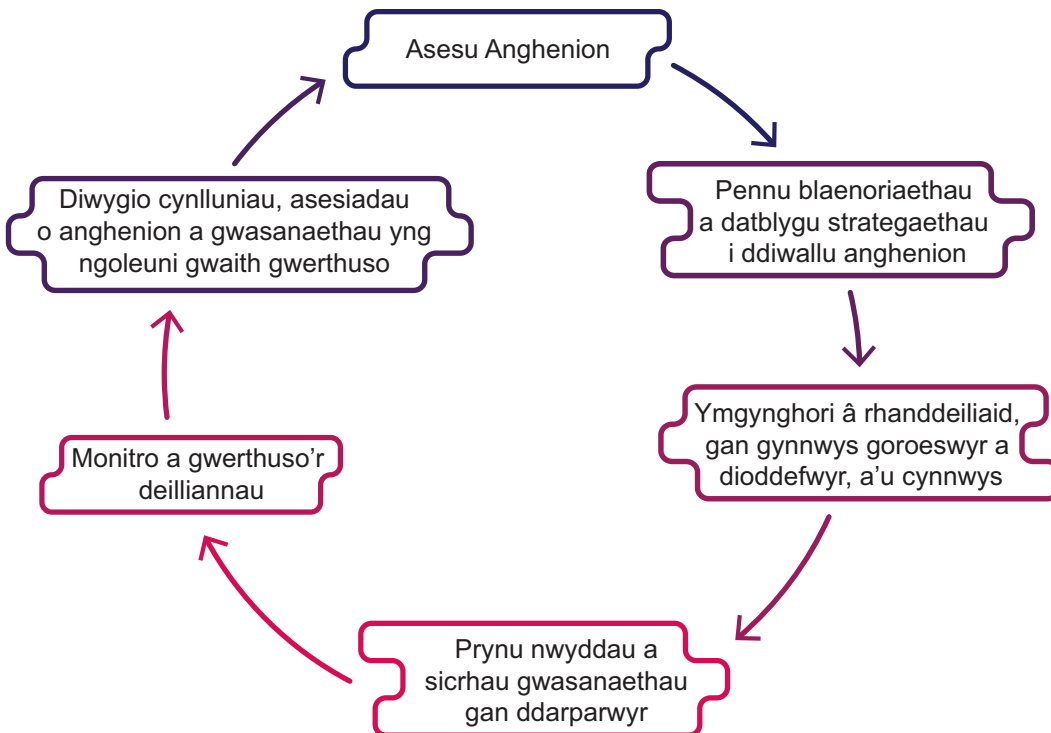 Asesu Anghenion
Pennu blaenoriaethau
a datblygu strategaethau
i ddiwallu anghenion
Ymgynghori â rhanddeiliaid,
gan gynnwys goroeswyr a
dioddefwyr, a’u cynnwys
Prynu nwyddau a
sicrhau gwasanaethau
gan ddarparwyr
Monitro a gwerthuso’r
deilliannau
Diwygio cynlluniau, asesiadau
o anghenion a gwasanaethau yng
ngoleuni gwaith gwerthuso